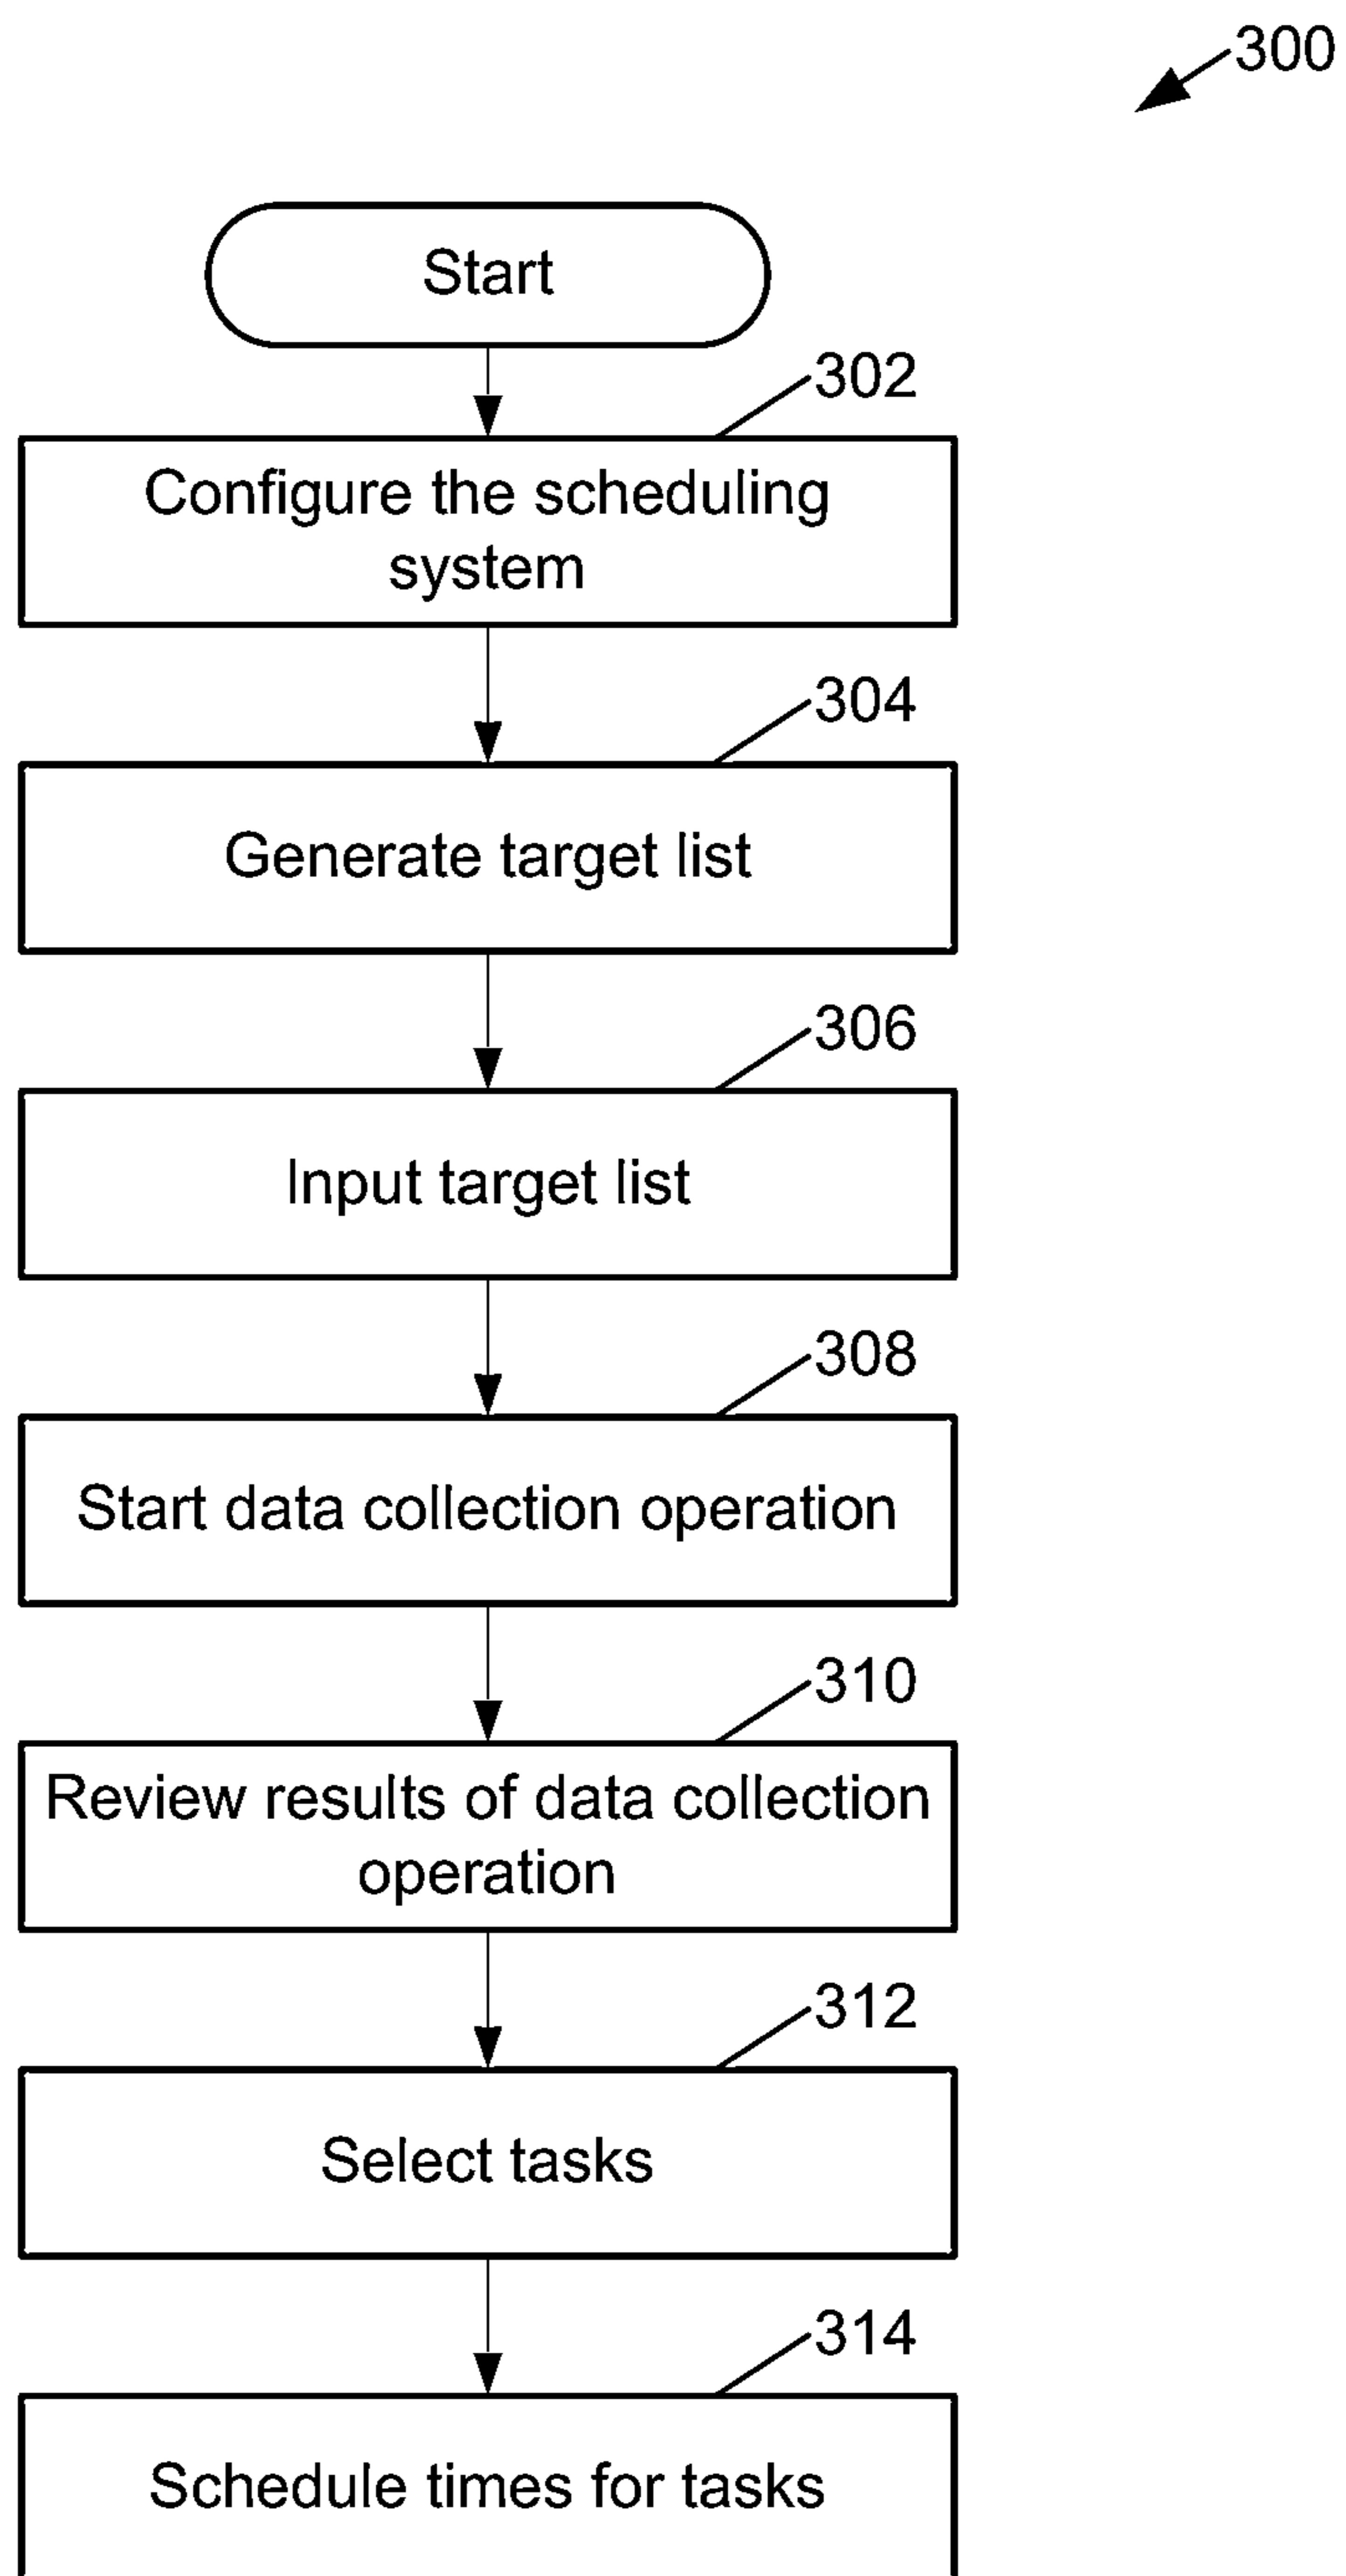 300
Start
302
Configure the scheduling
system
304
Generate target list
306
Input target list
308
Start data collection operation
310
Review results of data collection
operation
312
Select tasks
314
Schedule times for tasks